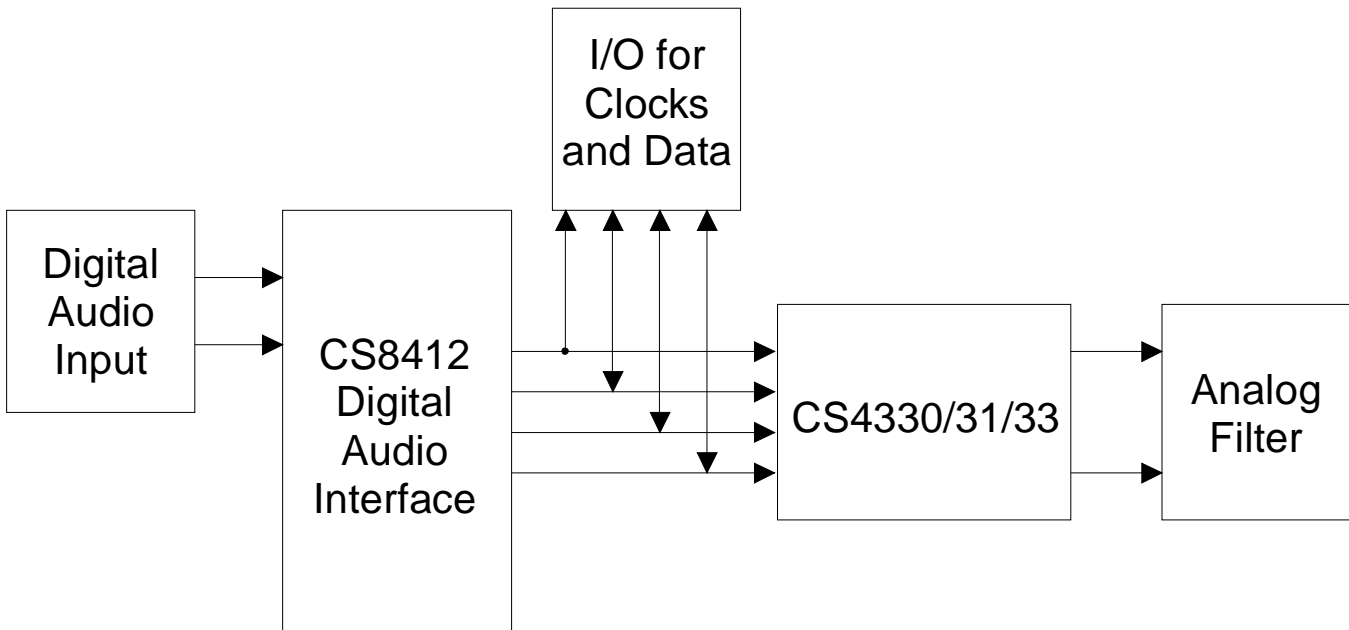 I/O for
Clocks
and Data
Digital
Audio
Input
CS8412
Digital
Audio
Interface
CS4330/31/33
Analog
Filter